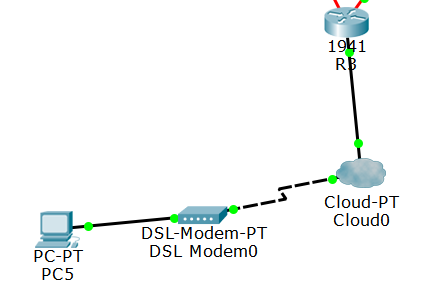 1941
R3
Cloud-PT
Cloud0
DSL-Modem-PT
DSL Modem0
PC-PT
PC5